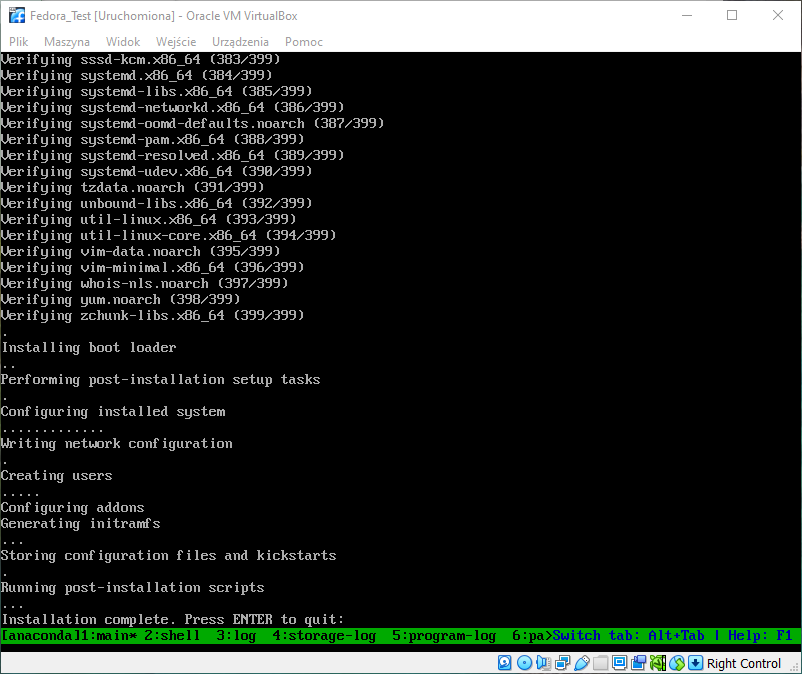 Fedora_Test [Uruchomiona] - Oracle VM VirtualBox
Plik Maszyna Widok Wejście Urządzenia Pomoc
Verifying sssd-kcm.x86_64 (383/399)
Verifying systemd.x86_64 (384/399)
Verifying systemd-libs.x86_64 (385/399)
Verifying systemd-networkd.x86_64 (386/399)
Verifying systemd-oomd-defaults.noarch (387/399)
Verifying systemd-pam.x86_64 (388/399)
Verifying systemd-resolved.x86_64 (389/399)
Verifying systemd-udev.x86_64 (390/399)
Verifying tzdata.noarch (391/399)
Verifying unbound-libs.x86_64 (392/399)
Verifying util-linux.x86_64 (393/399)
Verifying util-linux-core.x86_64 (394/399)
Verifying vim-data.noarch (395/399)
Verifying vim-minimal.x86_64 (396/399)
Verifying whois-nls.noarch (397/399)
Verifying yum.noarch (398/399)
Verifying zchunk-libs.x86_64 (399/399)
.
Installing boot loader
..
Performing post-installation setup tasks
.
Configuring installed system
.............
Writing network configuration
.
Creating users
.....
Configuring addons
Generating initramfs
...
Storing configuration files and kickstarts
.
Running post-installation scripts
...
Installation complete. Press ENTER to quit:
[anaconda]1:main* 2:shell  3:log  4:storage-log  5:program-log  6:pa>Switch tab: Alt+Tab | Help: F1
Right Control